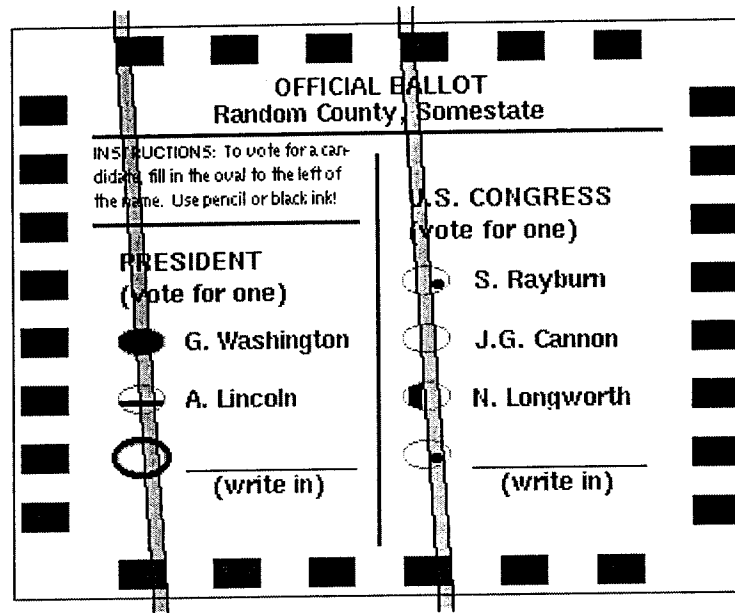 OFFICIAL BALLOT
Random County, Somestate
INSTRUCTIONS: To vote for a can-
didate, fill in the oval to the left of
the name. Use pencil or black ink!
PRESIDENT
(vote for one)
G. Washington
A. Lincoln
(write in)
U.S. CONGRESS
(vote for one)
S. Rayburn
J.G. Cannon
N. Longworth
(write in)